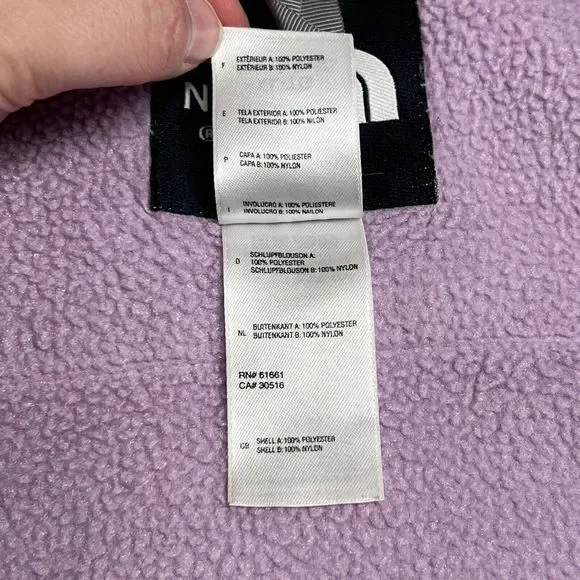 F EXTÉRIEUR A: 100% POLYESTER
EXTÉRIEUR B: 100% NYLON
E TELA EXTERIOR A: 100% POLIESTER
TELA EXTERIOR B: 100% NILÓN
P CAPA A: 100% POLYESTER
CAPA B: 100% NYLON
I INVOLUCRO A: 100% POLIESTERE
INVOLUCRO B: 100% NAILON
D SCHLUPFBLOUSON A:
100% POLYESTER
SCHLUPFBLOUSON B: 100% NYLON
NL BUITENKANT A: 100% POLYESTER
BUITENKANT B: 100% NYLON
RN# 61661
CA# 30516
GB SHELL A: 100% POLYESTER
SHELL B: 100% NYLON
N